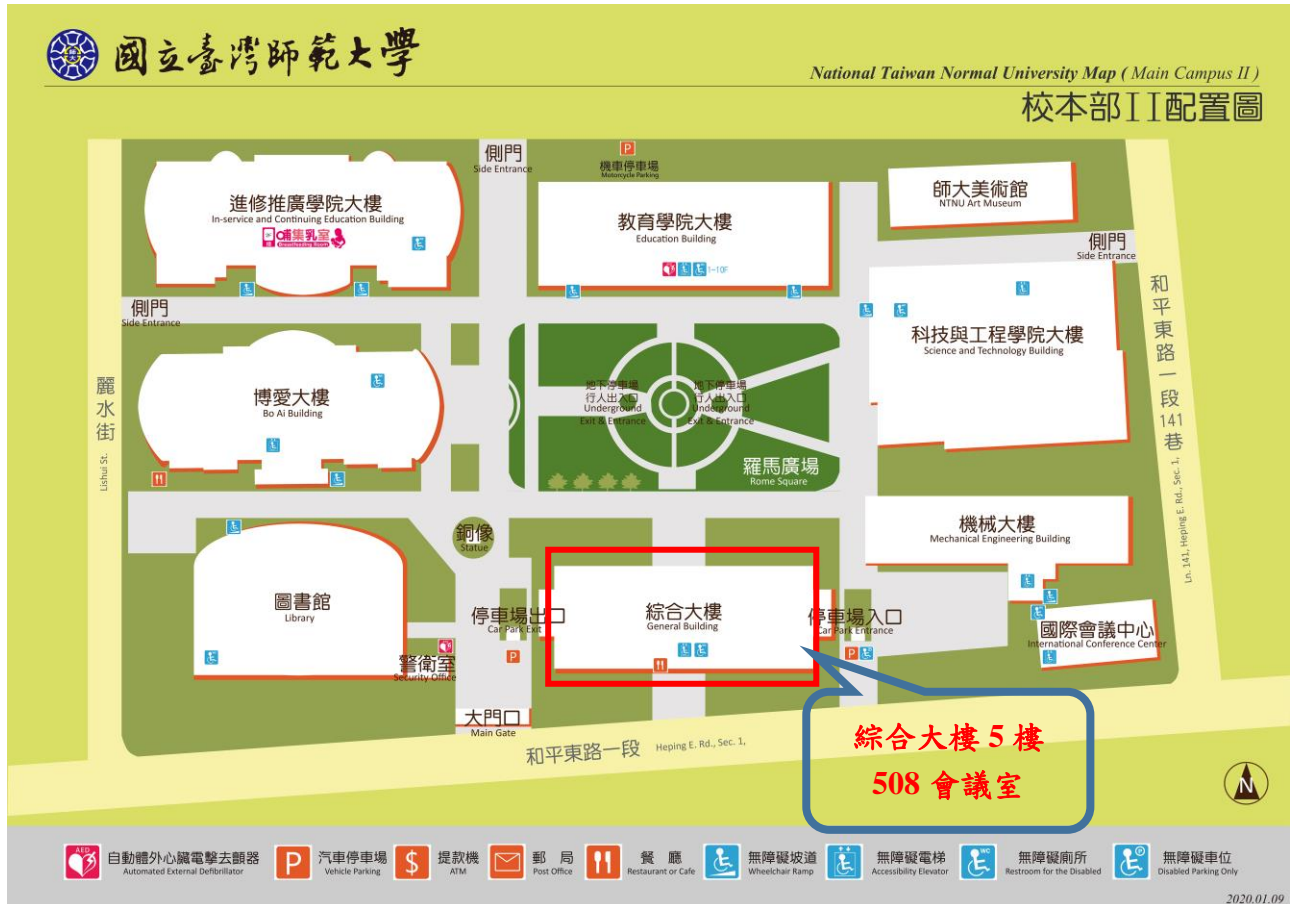 國立臺灣師範大學
National Taiwan Normal University Map ( Main Campus II )
校本部II配置圖
側門
Side Entrance
P
機車停車場
Motorcycle Parking
進修推廣學院大樓
In-service and Continuing Education Building
哺集乳室
Breastfeeding Room
教育學院大樓
Education Building
1-10F
師大美術館
NTNU Art Museum
側門
Side Entrance
側門
Side Entrance
科技與工程學院大樓
Science and Technology Building
博愛大樓
Bo Ai Building
地下停車場
行人出入口
Underground
Exit & Entrance
地下停車場
行人出入口
Underground
Exit & Entrance
羅馬廣場
Rome Square
麗水街
Lishui St.
和平東路一段141巷
Ln. 141, Heping E. Rd., Sec. 1,
銅像
Statue
機械大樓
Mechanical Engineering Building
圖書館
Library
停車場出口
Car Park Exit
P
綜合大樓
General Building
停車場入口
Car Park Entrance
P
國際會議中心
International Conference Center
警衛室
Security Office
大門口
Main Gate
和平東路一段 Heping E. Rd., Sec. 1,
綜合大樓 5 樓
508 會議室
N
AED
自動體外心臟電擊去顫器
Automated External Defibrillator
P
汽車停車場
Vehicle Parking
$
提款機
ATM
郵 局
Post Office
餐 廳
Restaurant or Cafe
無障礙坡道
Wheelchair Ramp
無障礙電梯
Accessibility Elevator
WC
無障礙廁所
Restroom for the Disabled
P
無障礙車位
Disabled Parking Only
2020.01.09